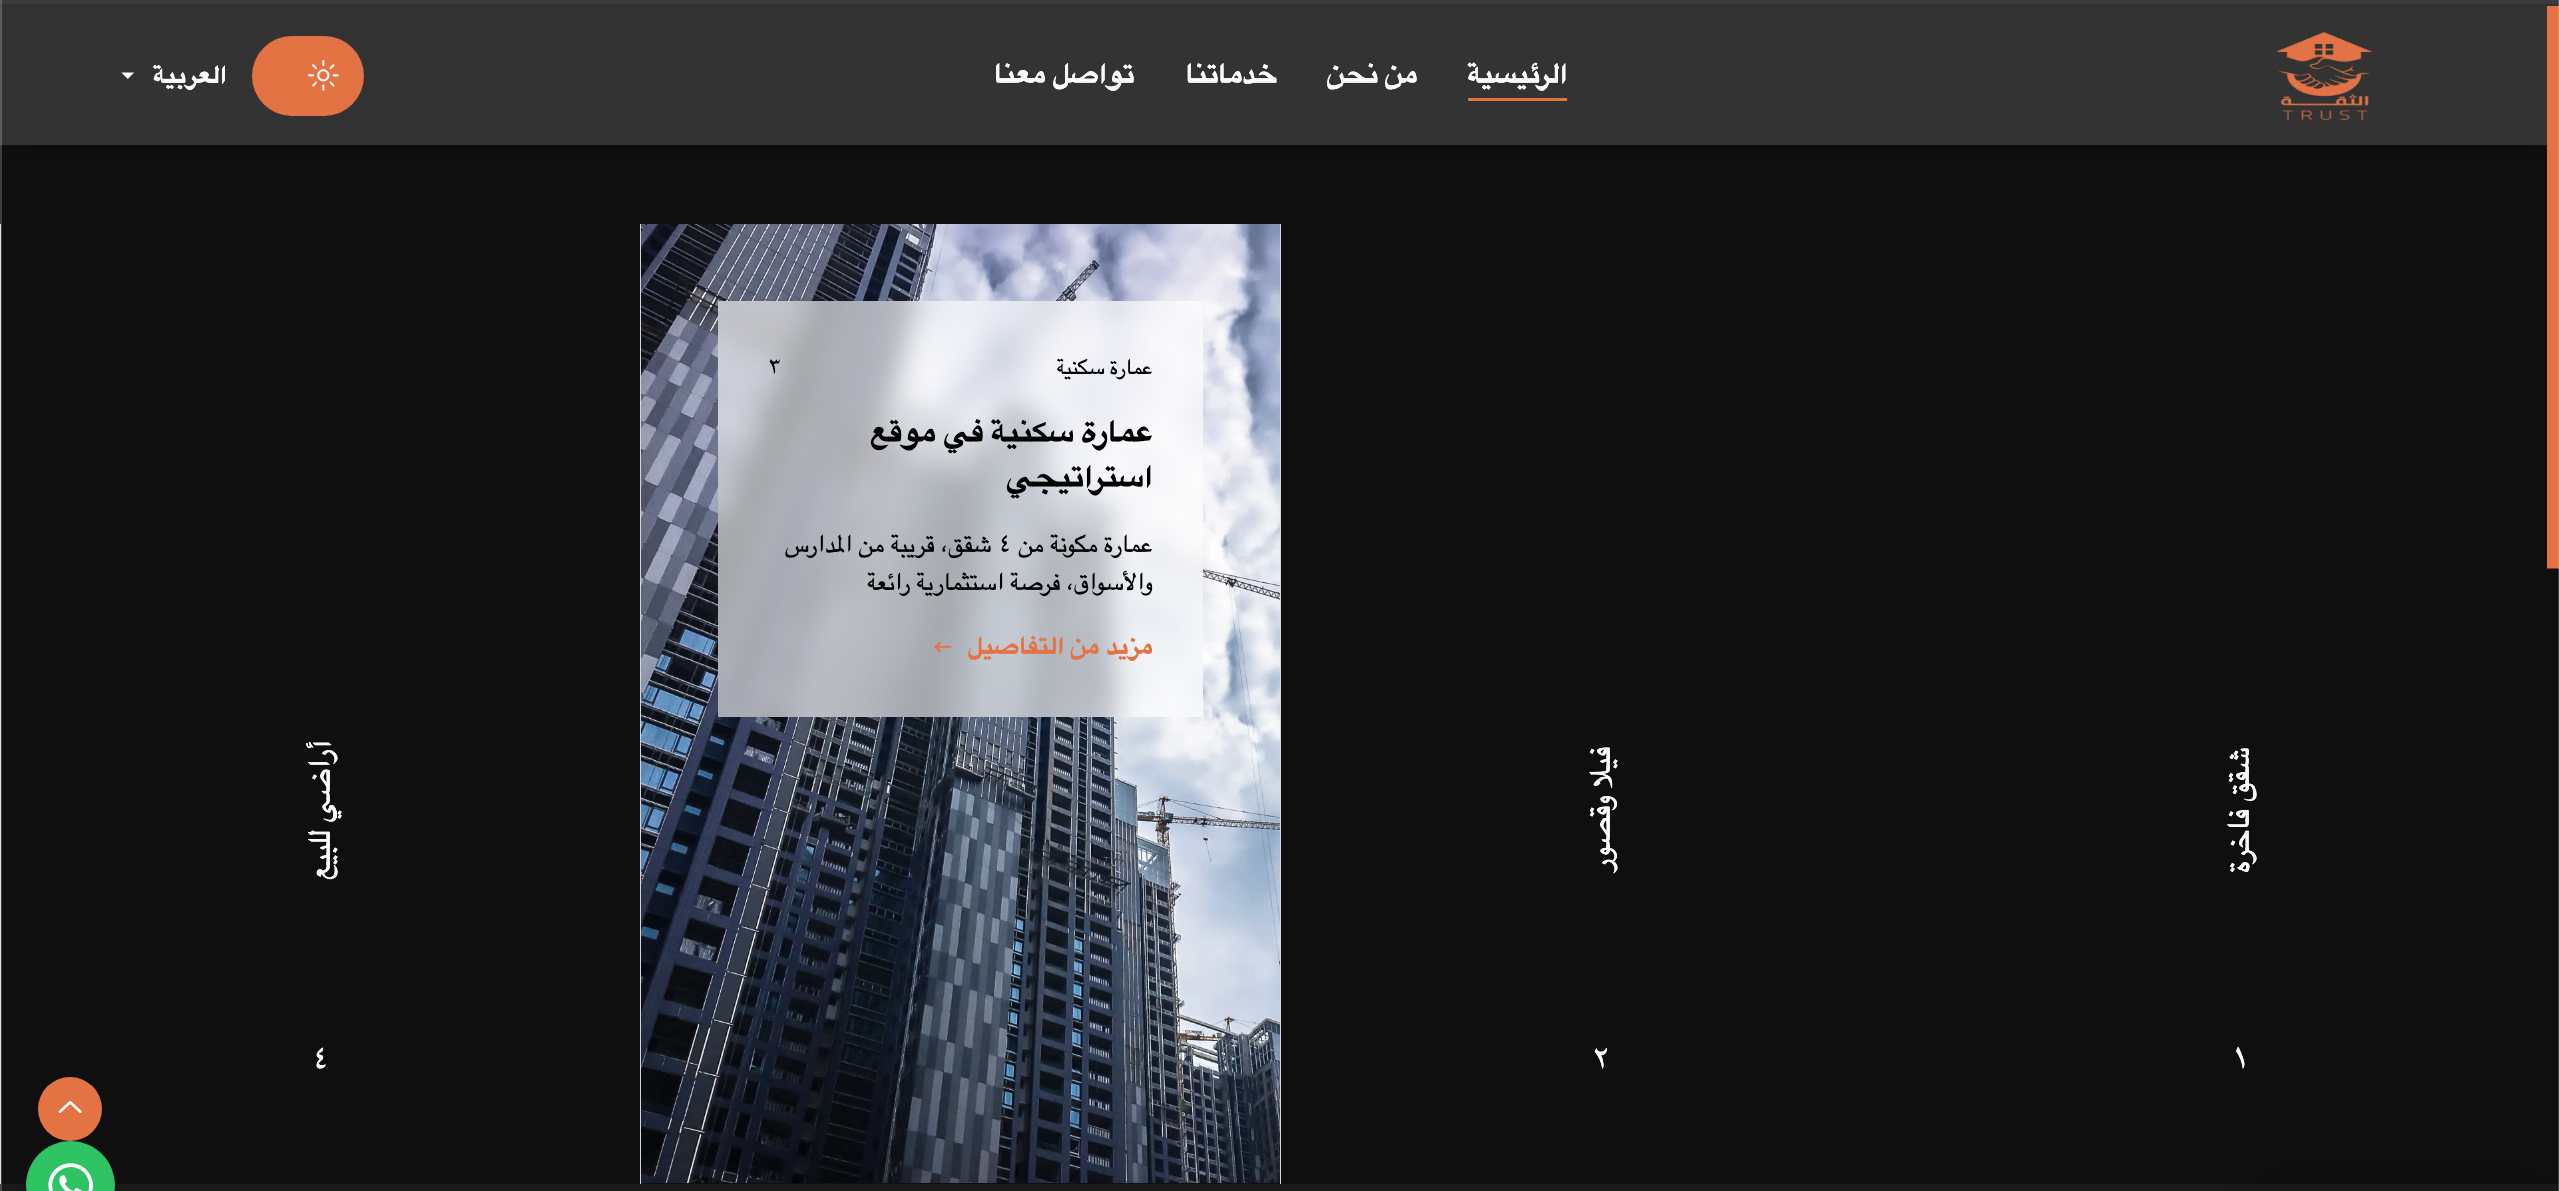 الثقة
TRUST
الرئيسية
من نحن
خدماتنا
تواصل معنا
العربية
شقق فاخرة
١
فيلا وقصور
٢
عمارة سكنية
٣
عمارة سكنية في موقع
استراتيجي
عمارة مكونة من ٤ شقق، قريبة من المدارس
والأسواق، فرصة استثمارية رائعة
مزيد من التفاصيل ←
أراضي للبيع
٤